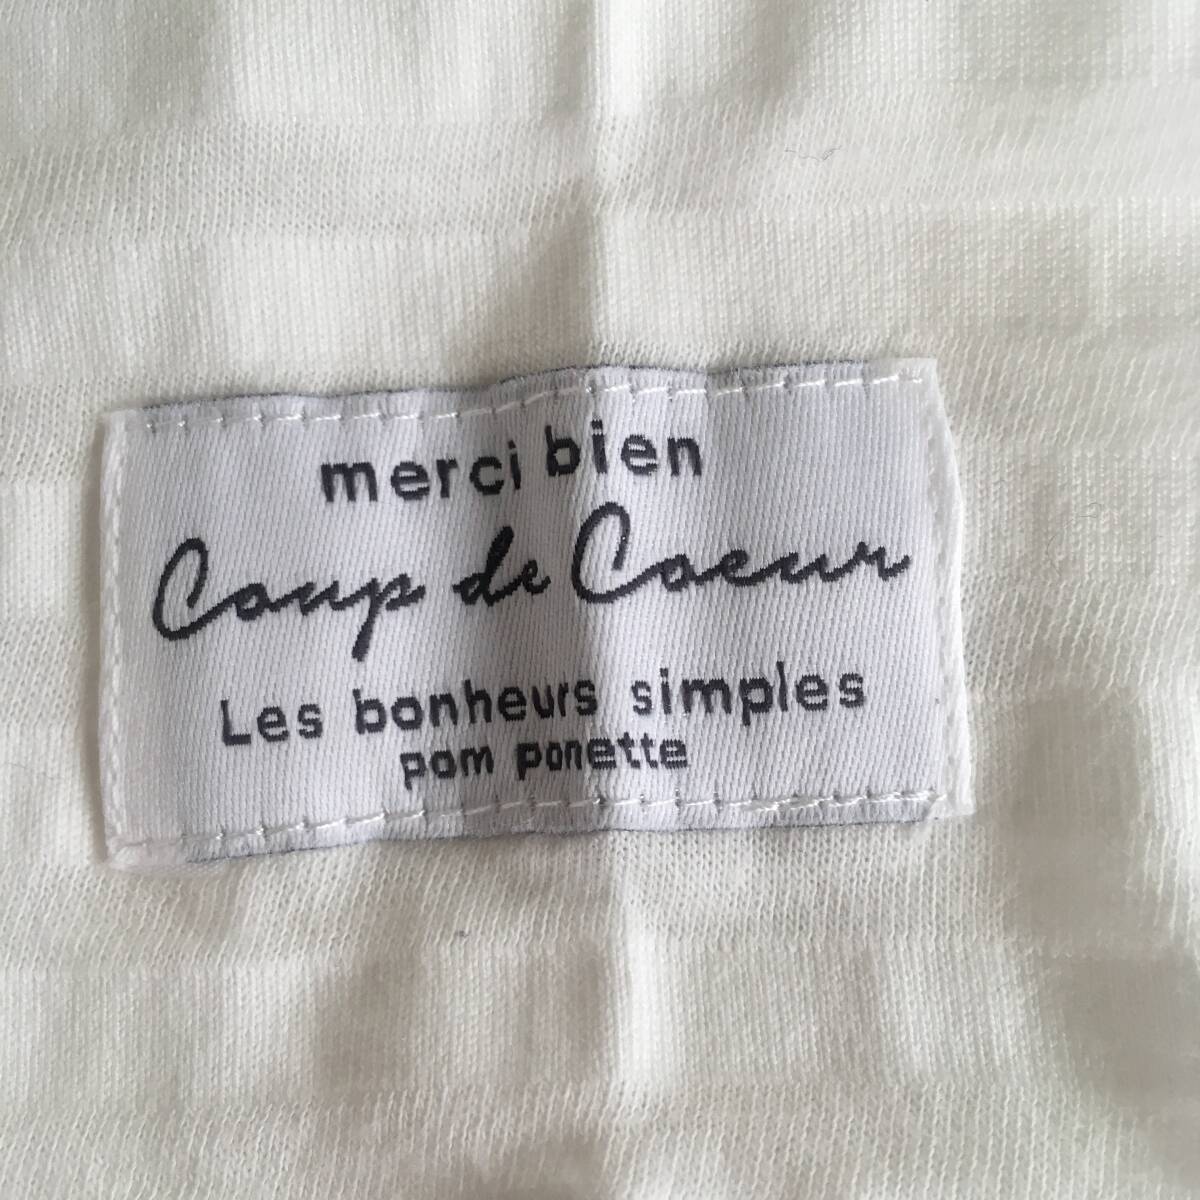 merci bien
Coup de Coeur
Les bonheurs simples
pom ponette